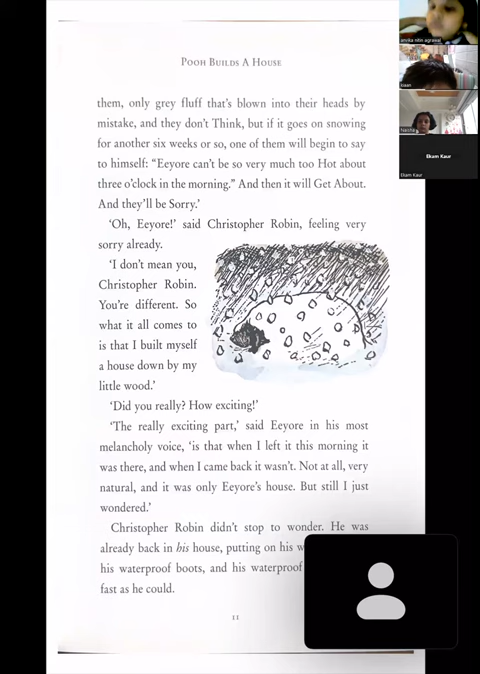 POOH BUILDS A HOUSE
them, only grey fluff that's blown into their heads by
mistake, and they don't Think, but if it goes on snowing
for another six weeks or so, one of them will begin to say
to himself: “Eeyore can't be so very much too Hot about
three o'clock in the morning.” And then it will Get About.
And they'll be Sorry.’
‘Oh, Eeyore!’ said Christopher Robin, feeling very
sorry already.
‘I don't mean you,
Christopher Robin.
You're different. So
what it all comes to
is that I built myself
a house down by my
little wood.’
‘Did you really? How exciting!’
‘The really exciting part,’ said Eeyore in his most
melancholy voice, ‘is that when I left it this morning it
was there, and when I came back it wasn't. Not at all, very
natural, and it was only Eeyore's house. But still I just
wondered.’
Christopher Robin didn't stop to wonder. He was
already back in his house, putting on his
his waterproof boots, and his waterproof
fast as he could.
11
anvika nitin agrawal
Naisha
Ekam Kaur
Ekam Kaur